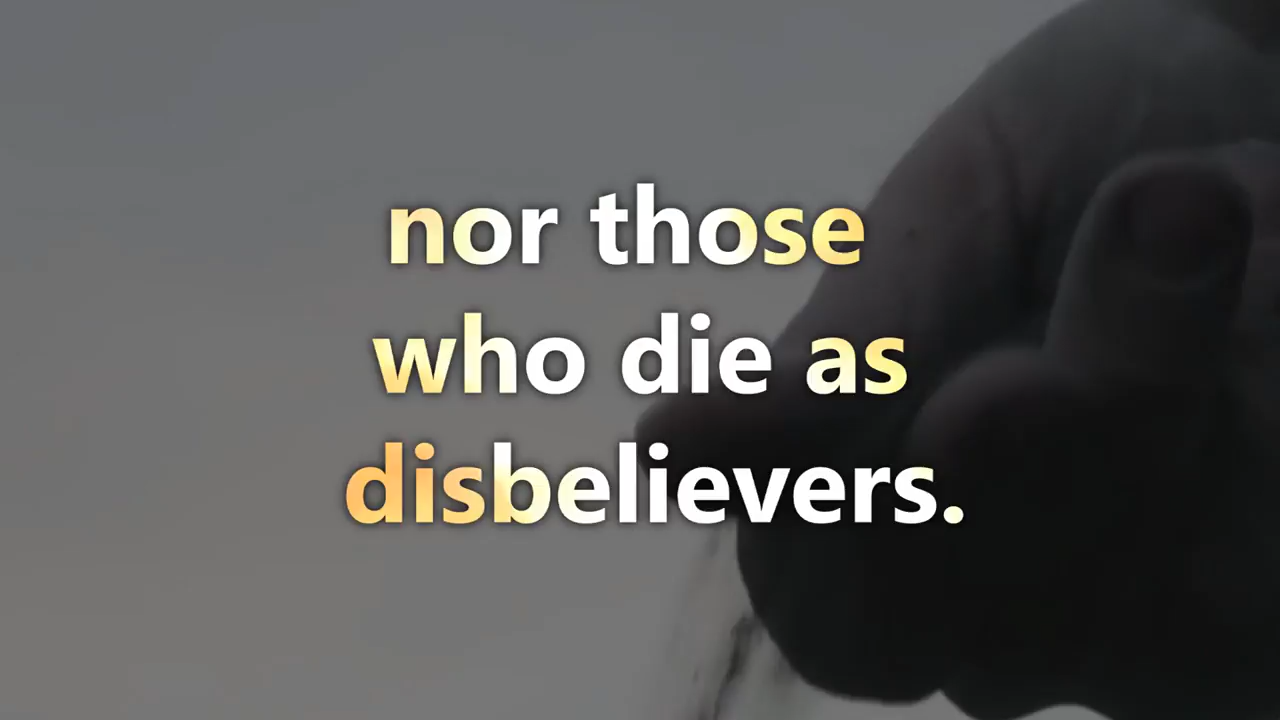 nor those
who die as
disbelievers.